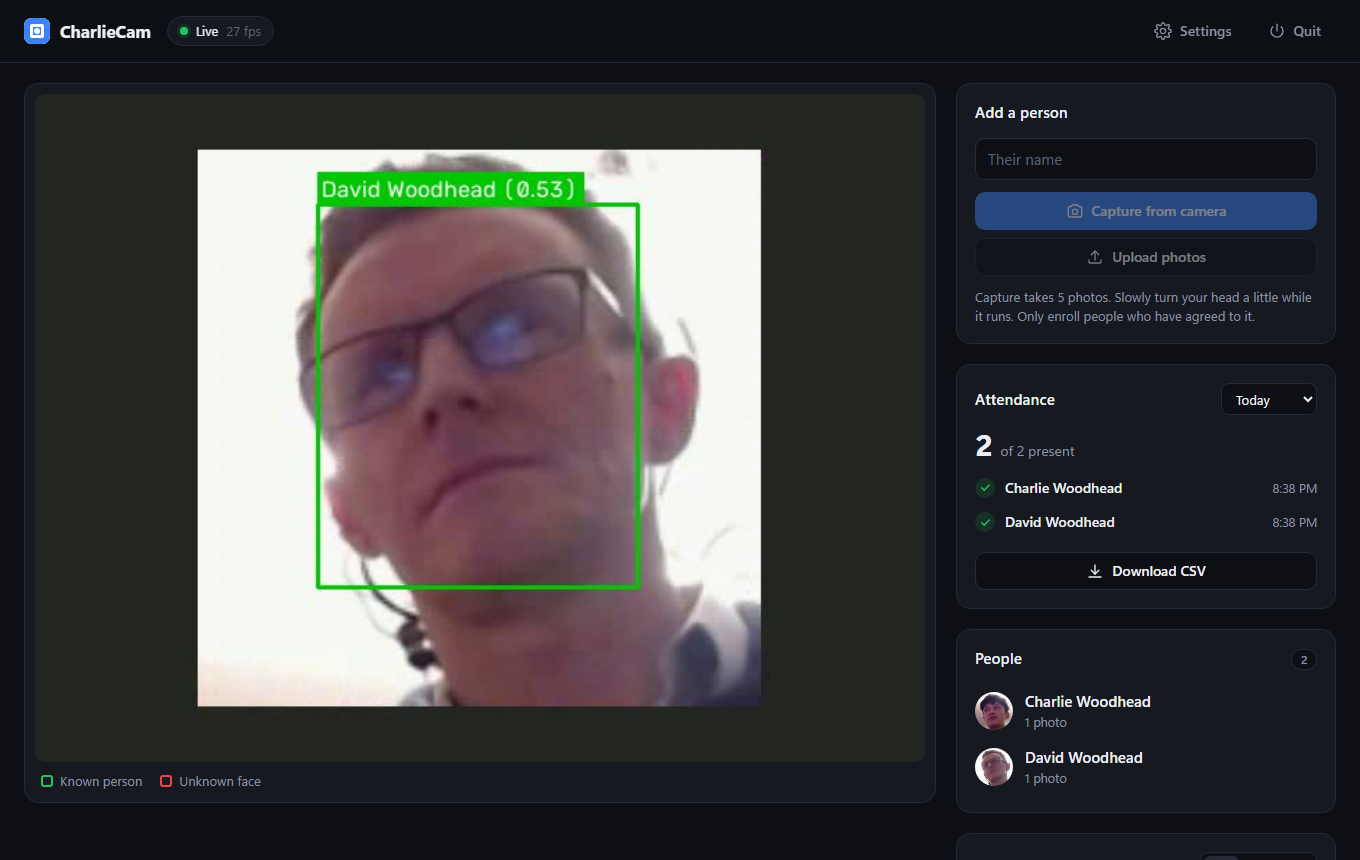 CharlieCam
Live 27 fps
Settings
Quit
David Woodhead (0.53)
Known person
Unknown face
Add a person
Their name
Capture from camera
Upload photos
Capture takes 5 photos. Slowly turn your head a little while
it runs. Only enroll people who have agreed to it.
Attendance
Today
2 of 2 present
Charlie Woodhead 8:38 PM
David Woodhead 8:38 PM
Download CSV
People 2
Charlie Woodhead
1 photo
David Woodhead
1 photo